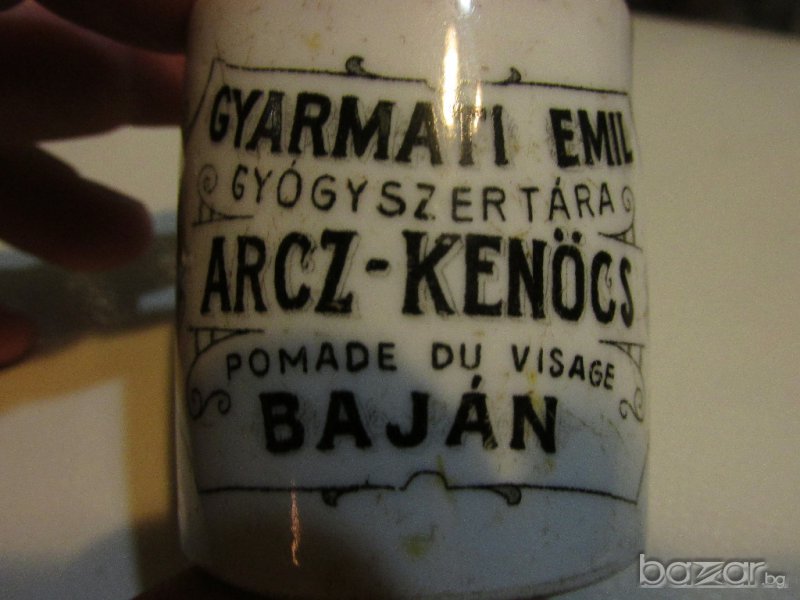 GYARMATI EMIL
GYÓGYSZERTÁRA
ARCZ-KENÖCS
POMADE DU VISAGE
BAJÁN
bazar.bg